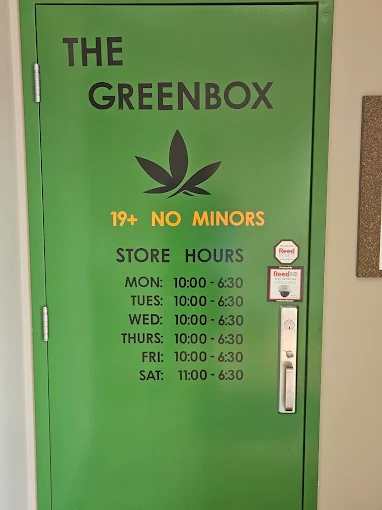 THE
GREENBOX
19+ NO MINORS
STORE HOURS
MON: 10:00 - 6:30
TUES: 10:00 - 6:30
WED: 10:00 - 6:30
THURS: 10:00 - 6:30
FRI: 10:00 - 6:30
SAT: 11:00 - 6:30
Reed
Reed